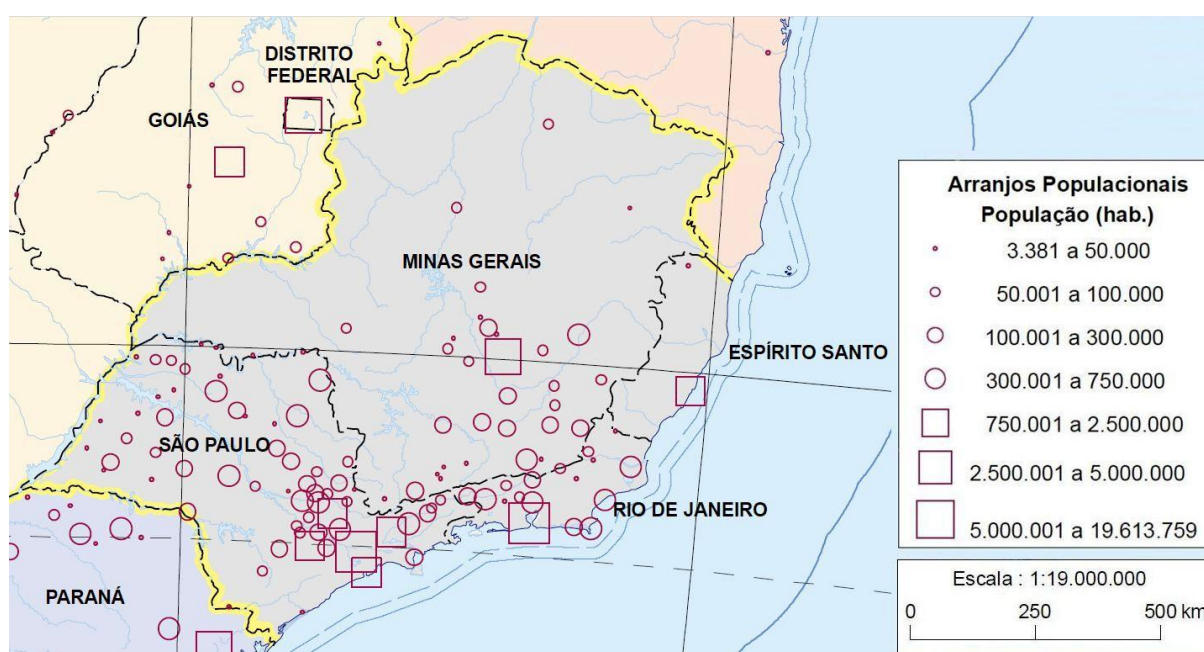 DISTRITO
FEDERAL
GOIÁS
MINAS GERAIS
ESPÍRITO SANTO
SÃO PAULO
RIO DE JANEIRO
PARANÁ
Arranjos Populacionais
População (hab.)
3.381 a 50.000
50.001 a 100.000
100.001 a 300.000
300.001 a 750.000
750.001 a 2.500.000
2.500.001 a 5.000.000
5.000.001 a 19.613.759
Escala : 1:19.000.000
0 250 500 km